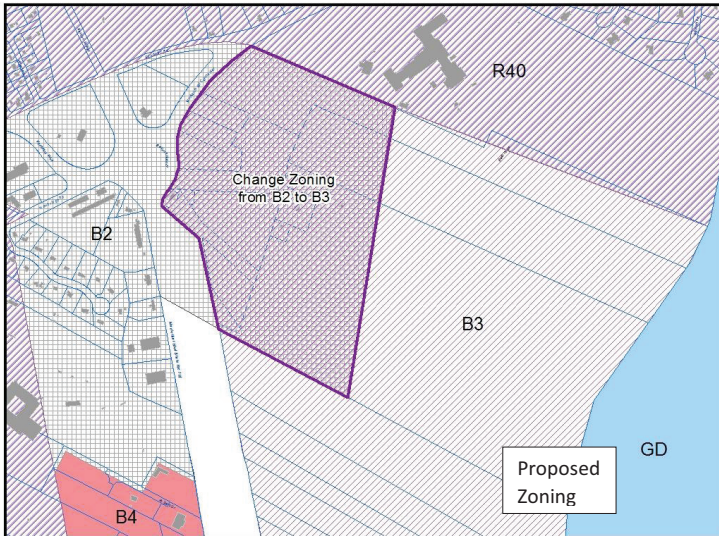 R40
Change Zoning
from B2 to B3
B2
B3
GD
Proposed
Zoning
B4